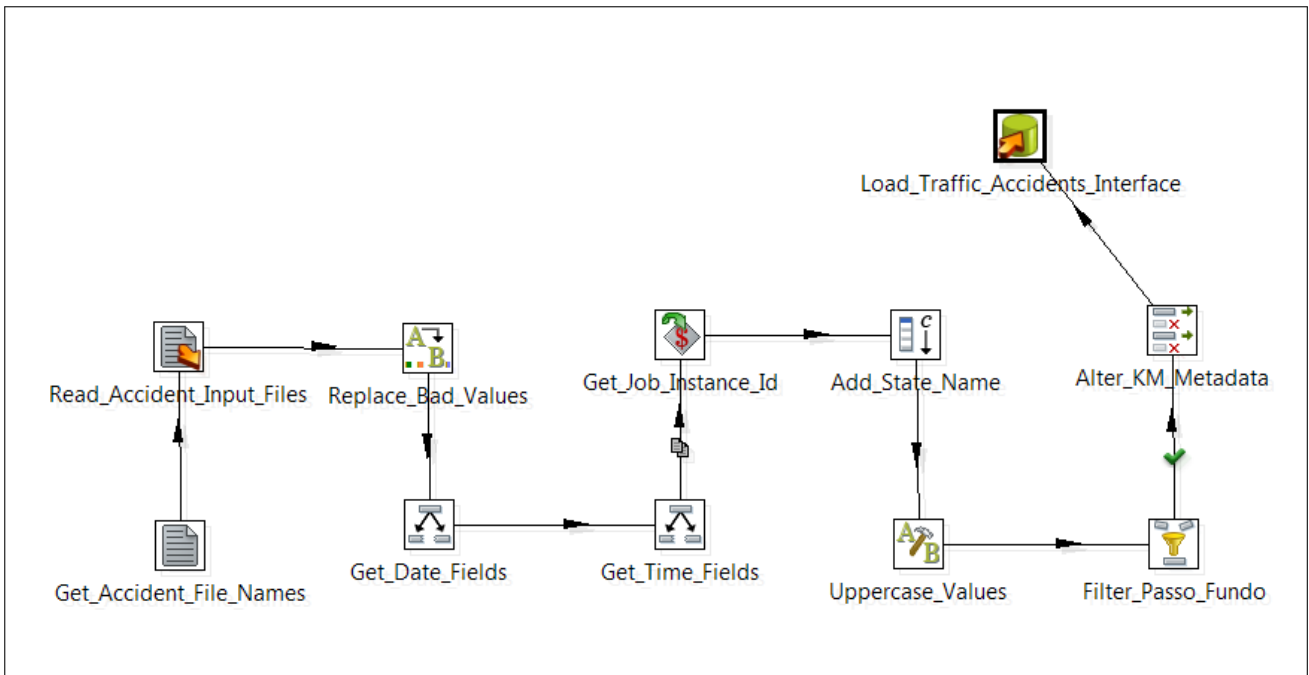 Load_Traffic_Accidents_Interface
Read_Accident_Input_Files
Replace_Bad_Values
Get_Job_Instance_Id
Add_State_Name
Alter_KM_Metadata
Get_Accident_File_Names
Get_Date_Fields
Get_Time_Fields
Uppercase_Values
Filter_Passo_Fundo